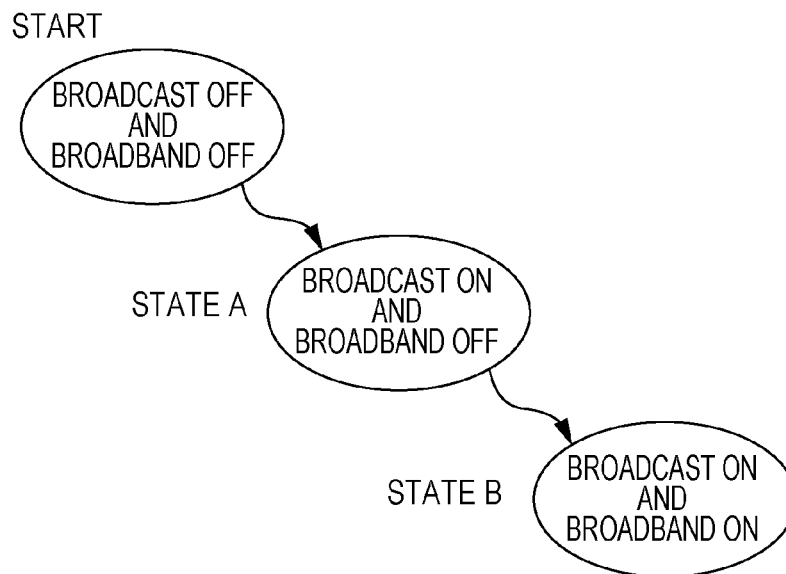 START
BROADCAST OFF
AND
BROADBAND OFF
STATE A
BROADCAST ON
AND
BROADBAND OFF
STATE B
BROADCAST ON
AND
BROADBAND ON